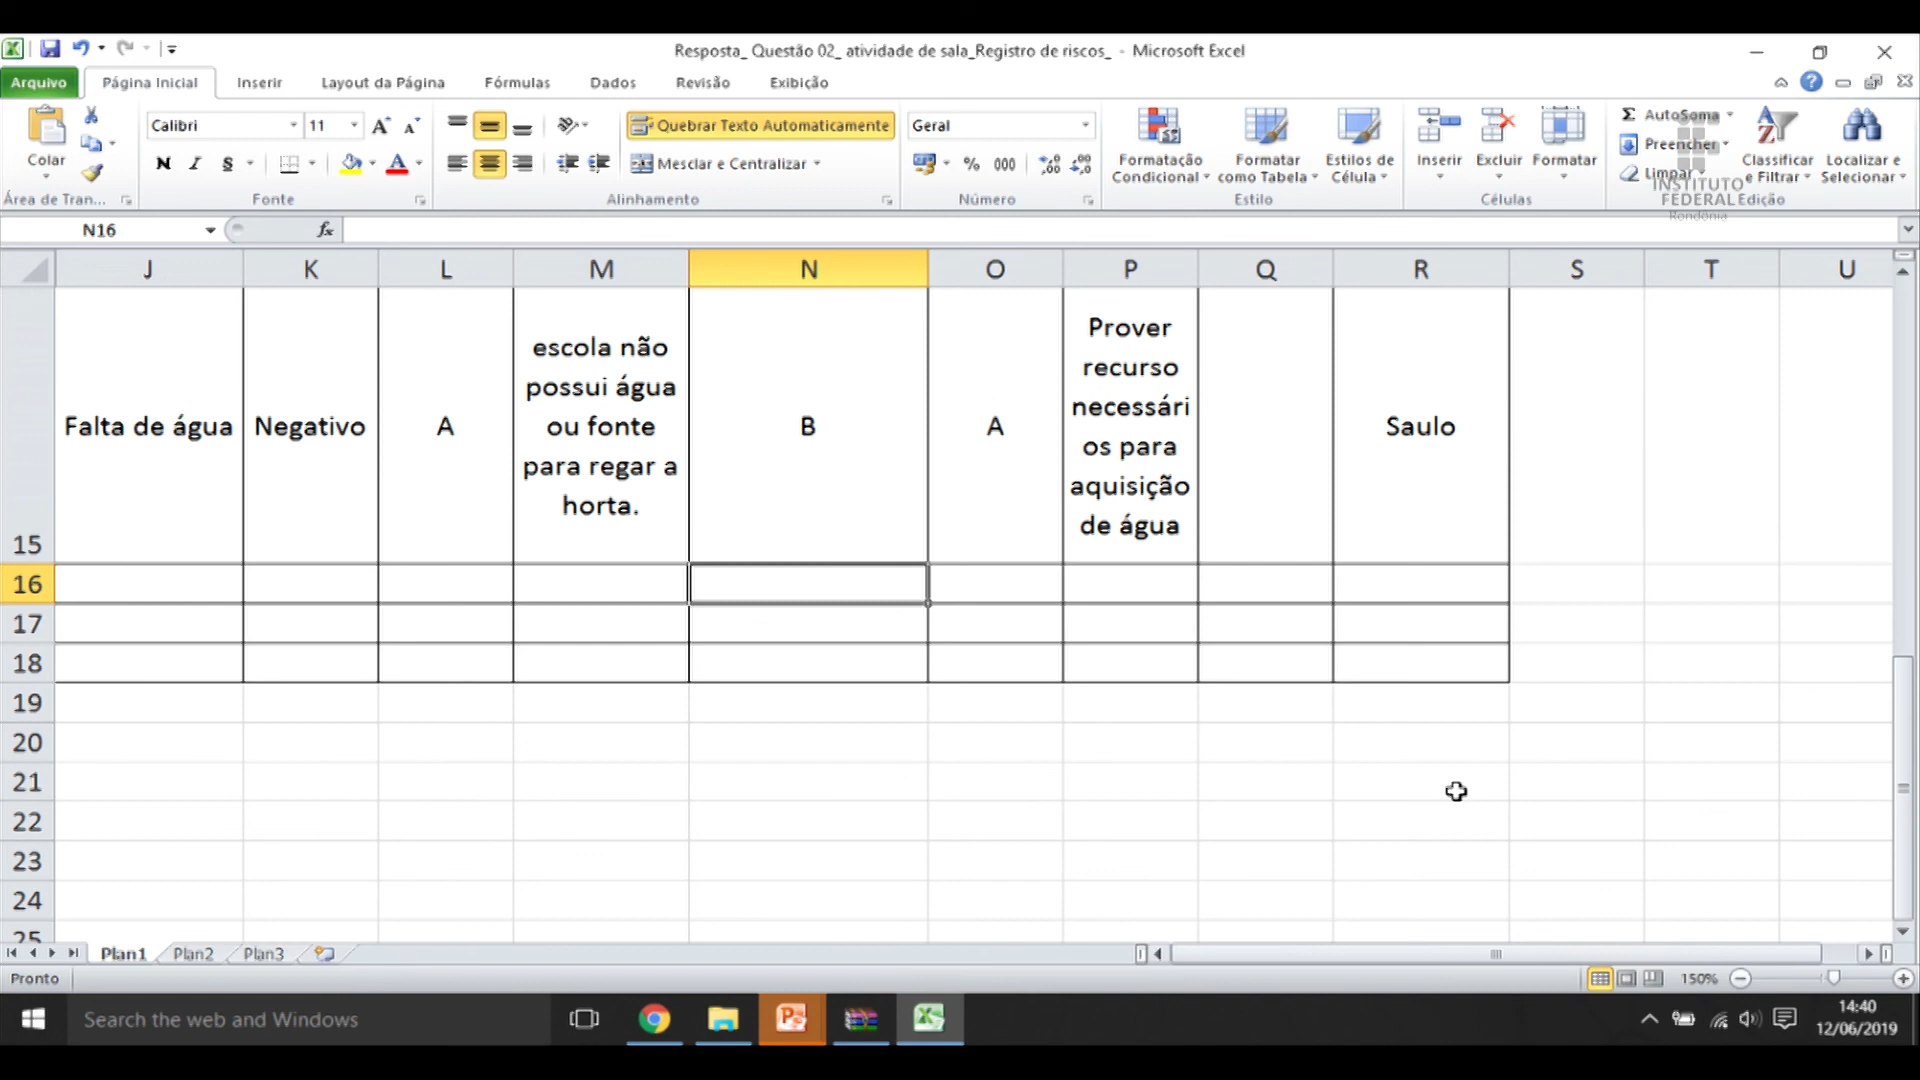 Resposta_ Questão 02_ atividade de sala_Registro de riscos_ - Microsoft Excel
Arquivo Página Inicial Inserir Layout da Página Fórmulas Dados Revisão Exibição
Colar
Área de Tran...
Calibri 11
N I S
Fonte
Quebrar Texto Automaticamente
Mesclar e Centralizar
Alinhamento
Geral
% 000
Número
Formatação Condicional
Formatar como Tabela
Estilos de Célula
Estilo
Inserir Excluir Formatar
Células
Σ AutoSoma
Preencher
Limpar
Classificar e Filtrar
Localizar e Selecionar
Edição
INSTITUTO
FEDERAL
Rondônia
N16 fx
J K L M N O P Q R S T U
15
Falta de água
Negativo
A
escola não
possui água
ou fonte
para regar a
horta.
B
A
Prover
recurso
necessári
os para
aquisição
de água
Saulo
16
17
18
19
20
21
22
23
24
25
Plan1 Plan2 Plan3
Pronto 150%
Search the web and Windows
14:40
12/06/2019